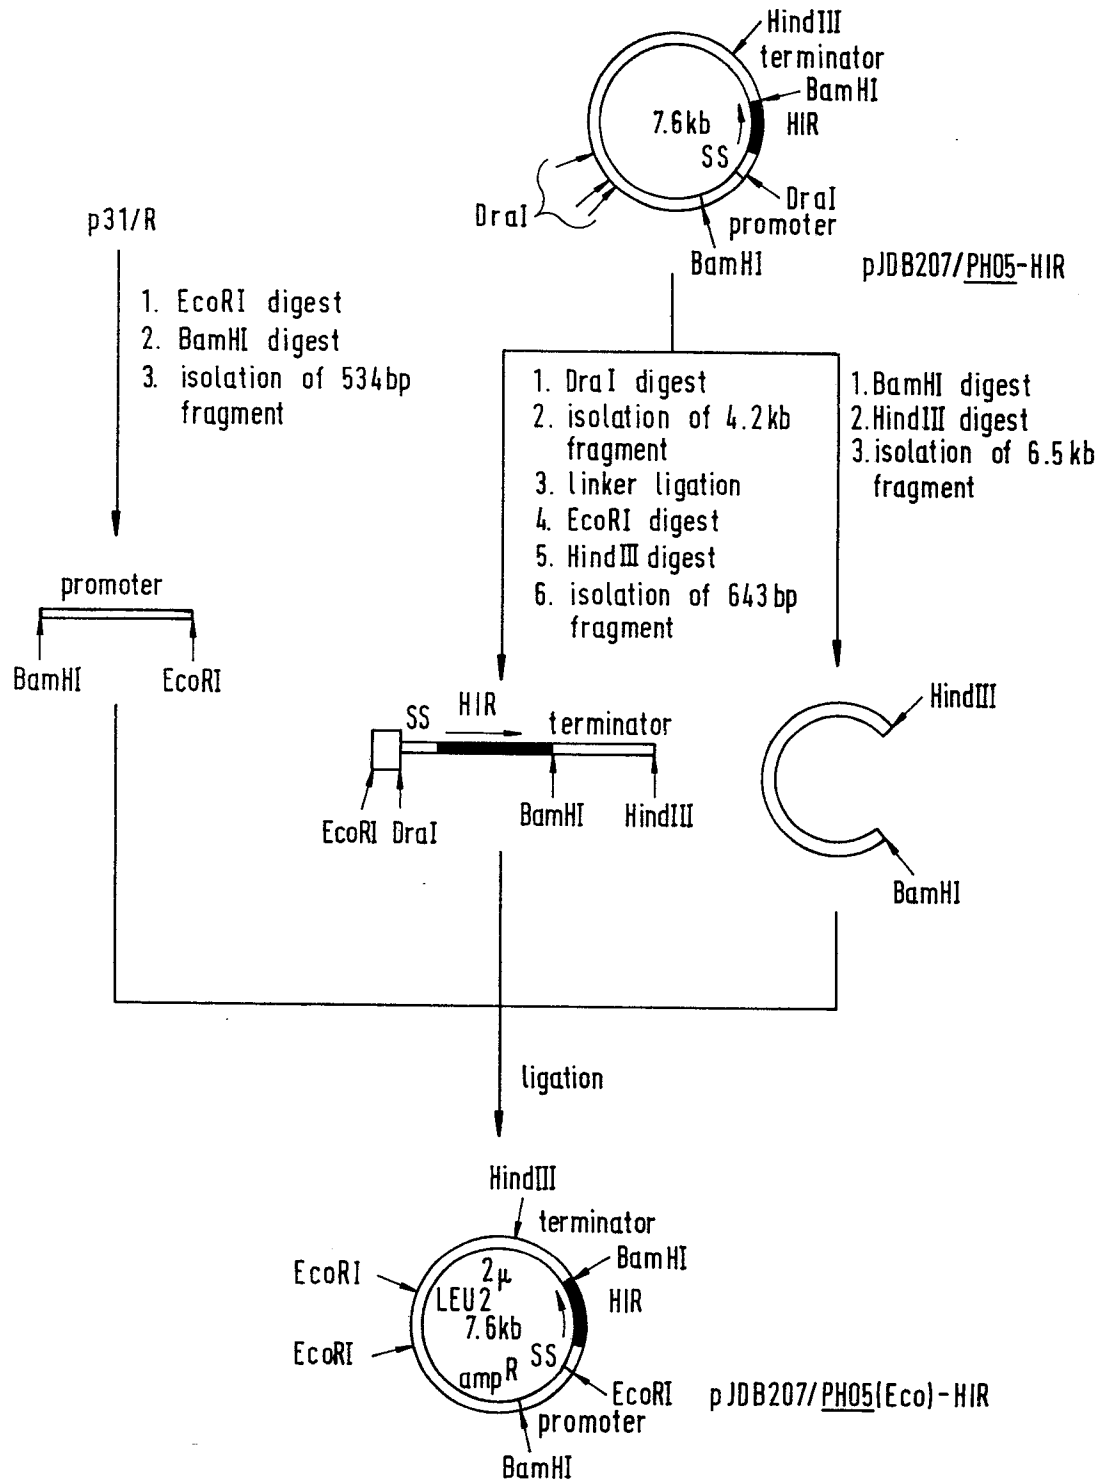 HindIII
terminator
BamHI
7.6kb
HIR
SS
DraI
DraI
promoter
BamHI
pJDB207/PHO5-HIR
p31/R
1. EcoRI digest
2. BamHI digest
3. isolation of 534bp
fragment
1. DraI digest
2. isolation of 4.2kb
fragment
3. linker ligation
4. EcoRI digest
5. HindIII digest
6. isolation of 643bp
fragment
1.BamHI digest
2.HindIII digest
3.isolation of 6.5kb
fragment
promoter
BamHI
EcoRI
SS
HIR
terminator
EcoRI
DraI
BamHI
HindIII
HindIII
BamHI
ligation
HindIII
terminator
BamHI
HIR
EcoRI
EcoRI
2μ
LEU2
7.6kb
SS
ampR
EcoRI
promoter
BamHI
pJDB207/PHO5(Eco)-HIR